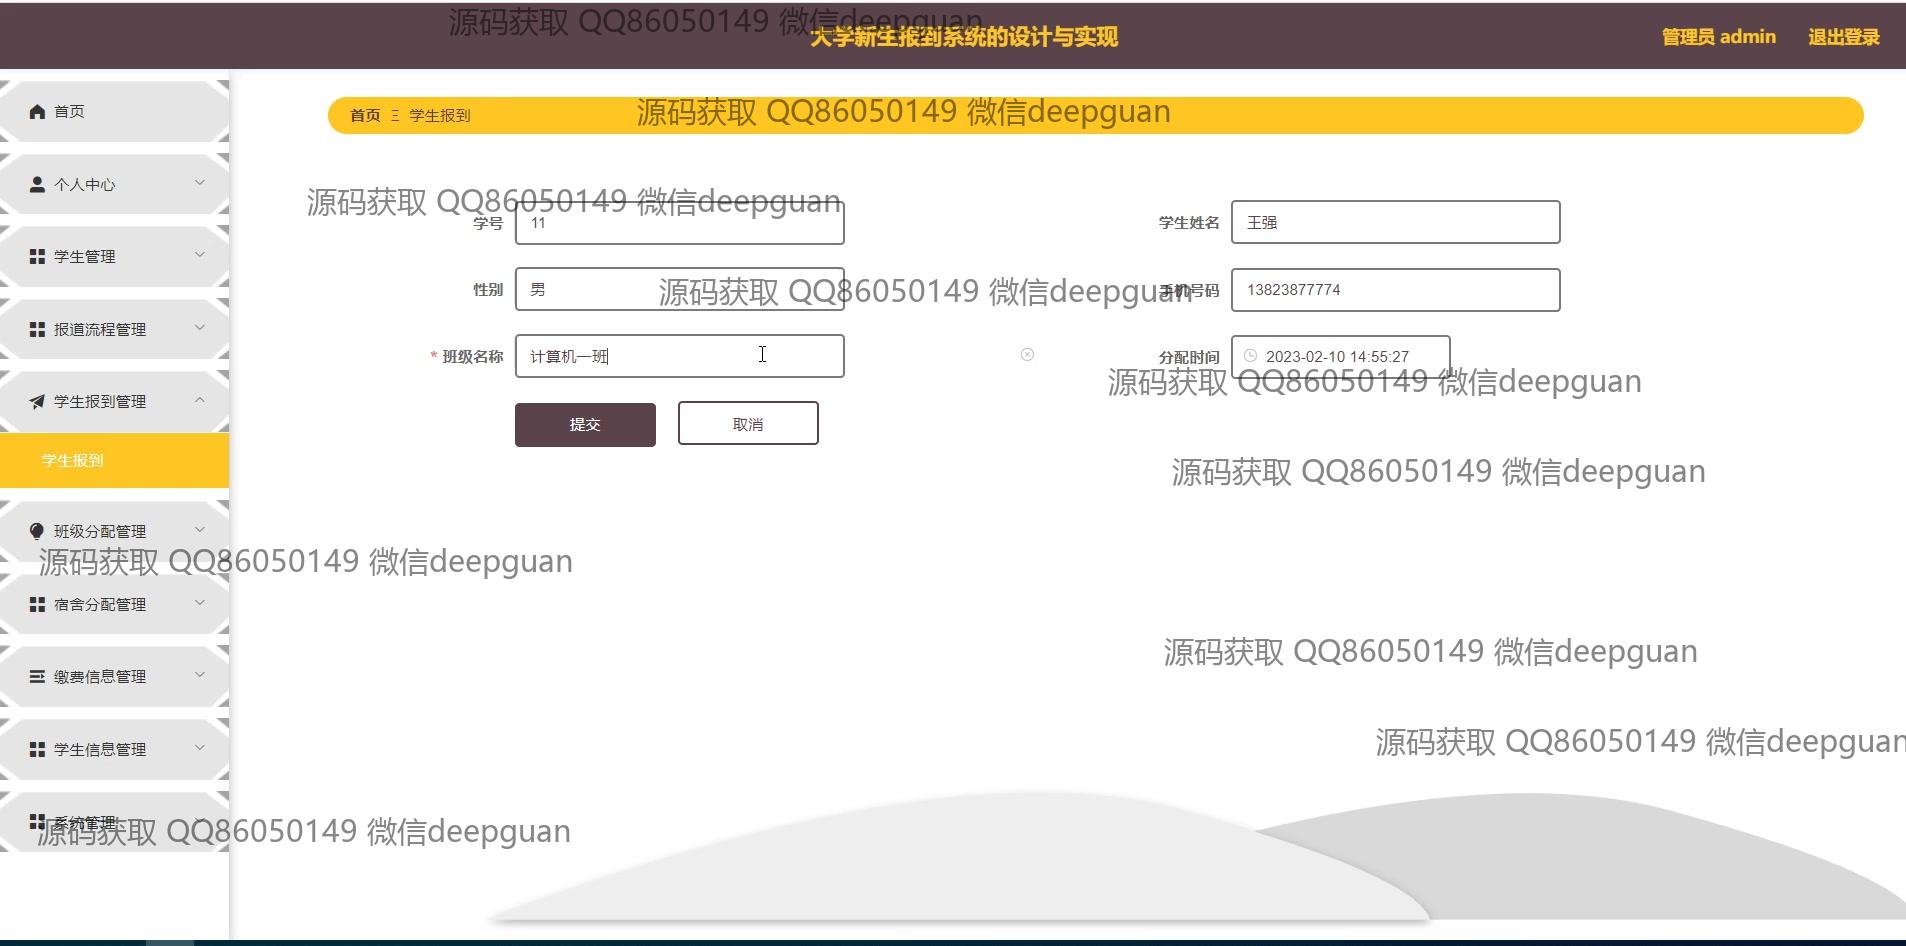 源码获取 QQ86050149 微信deepguan
大学新生报到系统的设计与实现
管理员 admin
退出登录
首页
首页 Ξ 学生报到
源码获取 QQ86050149 微信deepguan
个人中心
源码获取 QQ86050149 微信deepguan
学号 11
学生姓名 王强
学生管理
性别 男
源码获取 QQ86050149 微信deepguan
手机号码 13823877774
报道流程管理
* 班级名称 计算机一班
分配时间 2023-02-10 14:55:27
源码获取 QQ86050149 微信deepguan
学生报到管理
提交
取消
学生报到
源码获取 QQ86050149 微信deepguan
班级分配管理
源码获取 QQ86050149 微信deepguan
宿舍分配管理
源码获取 QQ86050149 微信deepguan
缴费信息管理
学生信息管理
源码获取 QQ86050149 微信deepguan
系统管理
源码获取 QQ86050149 微信deepguan